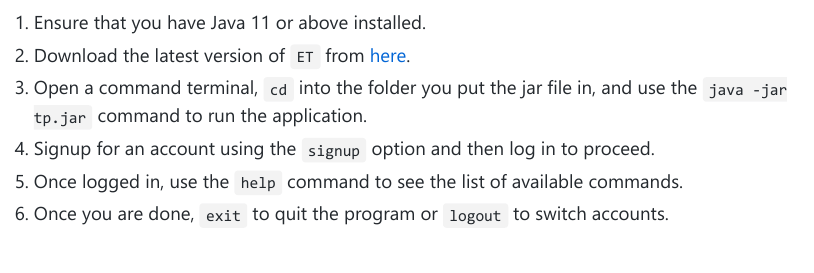 1. Ensure that you have Java 11 or above installed.
2. Download the latest version of ET from here.
3. Open a command terminal, cd into the folder you put the jar file in, and use the java -jar
tp.jar command to run the application.
4. Signup for an account using the signup option and then log in to proceed.
5. Once logged in, use the help command to see the list of available commands.
6. Once you are done, exit to quit the program or logout to switch accounts.